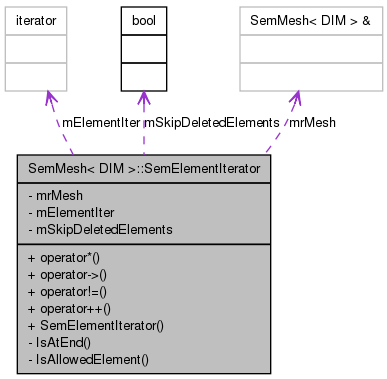 iterator
bool
SemMesh< DIM > &
mElementIter
mSkipDeletedElements
mrMesh
SemMesh< DIM >::SemElementIterator
- mrMesh
- mElementIter
- mSkipDeletedElements
+ operator*()
+ operator->()
+ operator!=()
+ operator++()
+ SemElementIterator()
- IsAtEnd()
- IsAllowedElement()